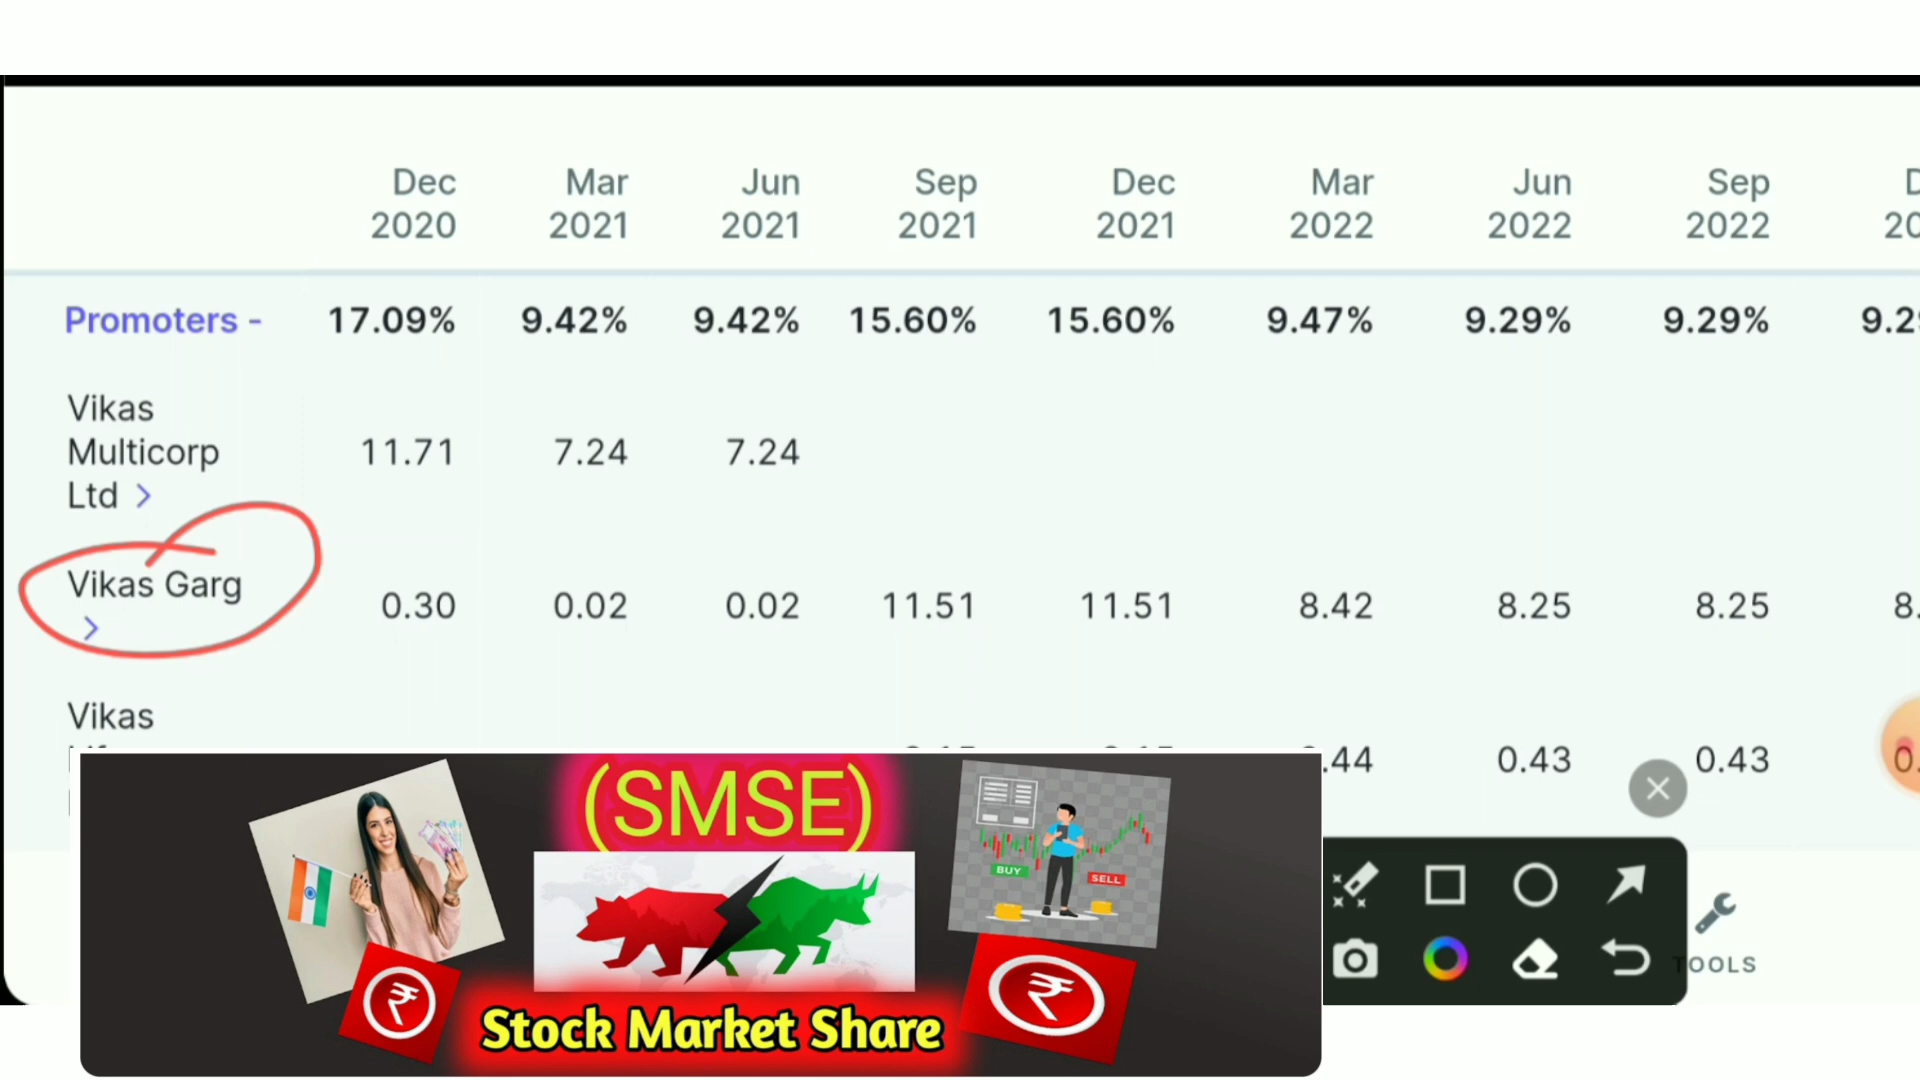 Dec Mar Jun Sep Dec Mar Jun Sep
2020 2021 2021 2021 2021 2022 2022 2022
Promoters - 17.09% 9.42% 9.42% 15.60% 15.60% 9.47% 9.29% 9.29%
Vikas
Multicorp 11.71 7.24 7.24
Ltd >
Vikas Garg 0.30 0.02 0.02 11.51 11.51 8.42 8.25 8.25
>
Vikas
.44 0.43 0.43
(SMSE)
BUY
SELL
Stock Market Share
TOOLS